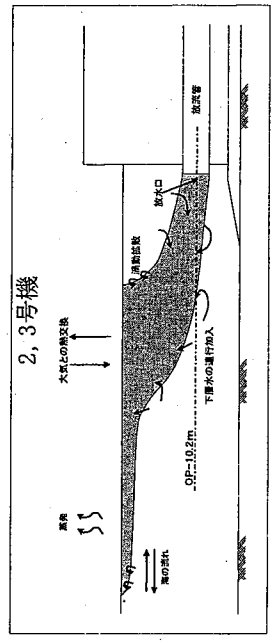 2, 3号機
蒸発
大気との熱交換
渦動拡散
放水口
放流管
海の流れ
OP-10.2m
下層水の連行加入